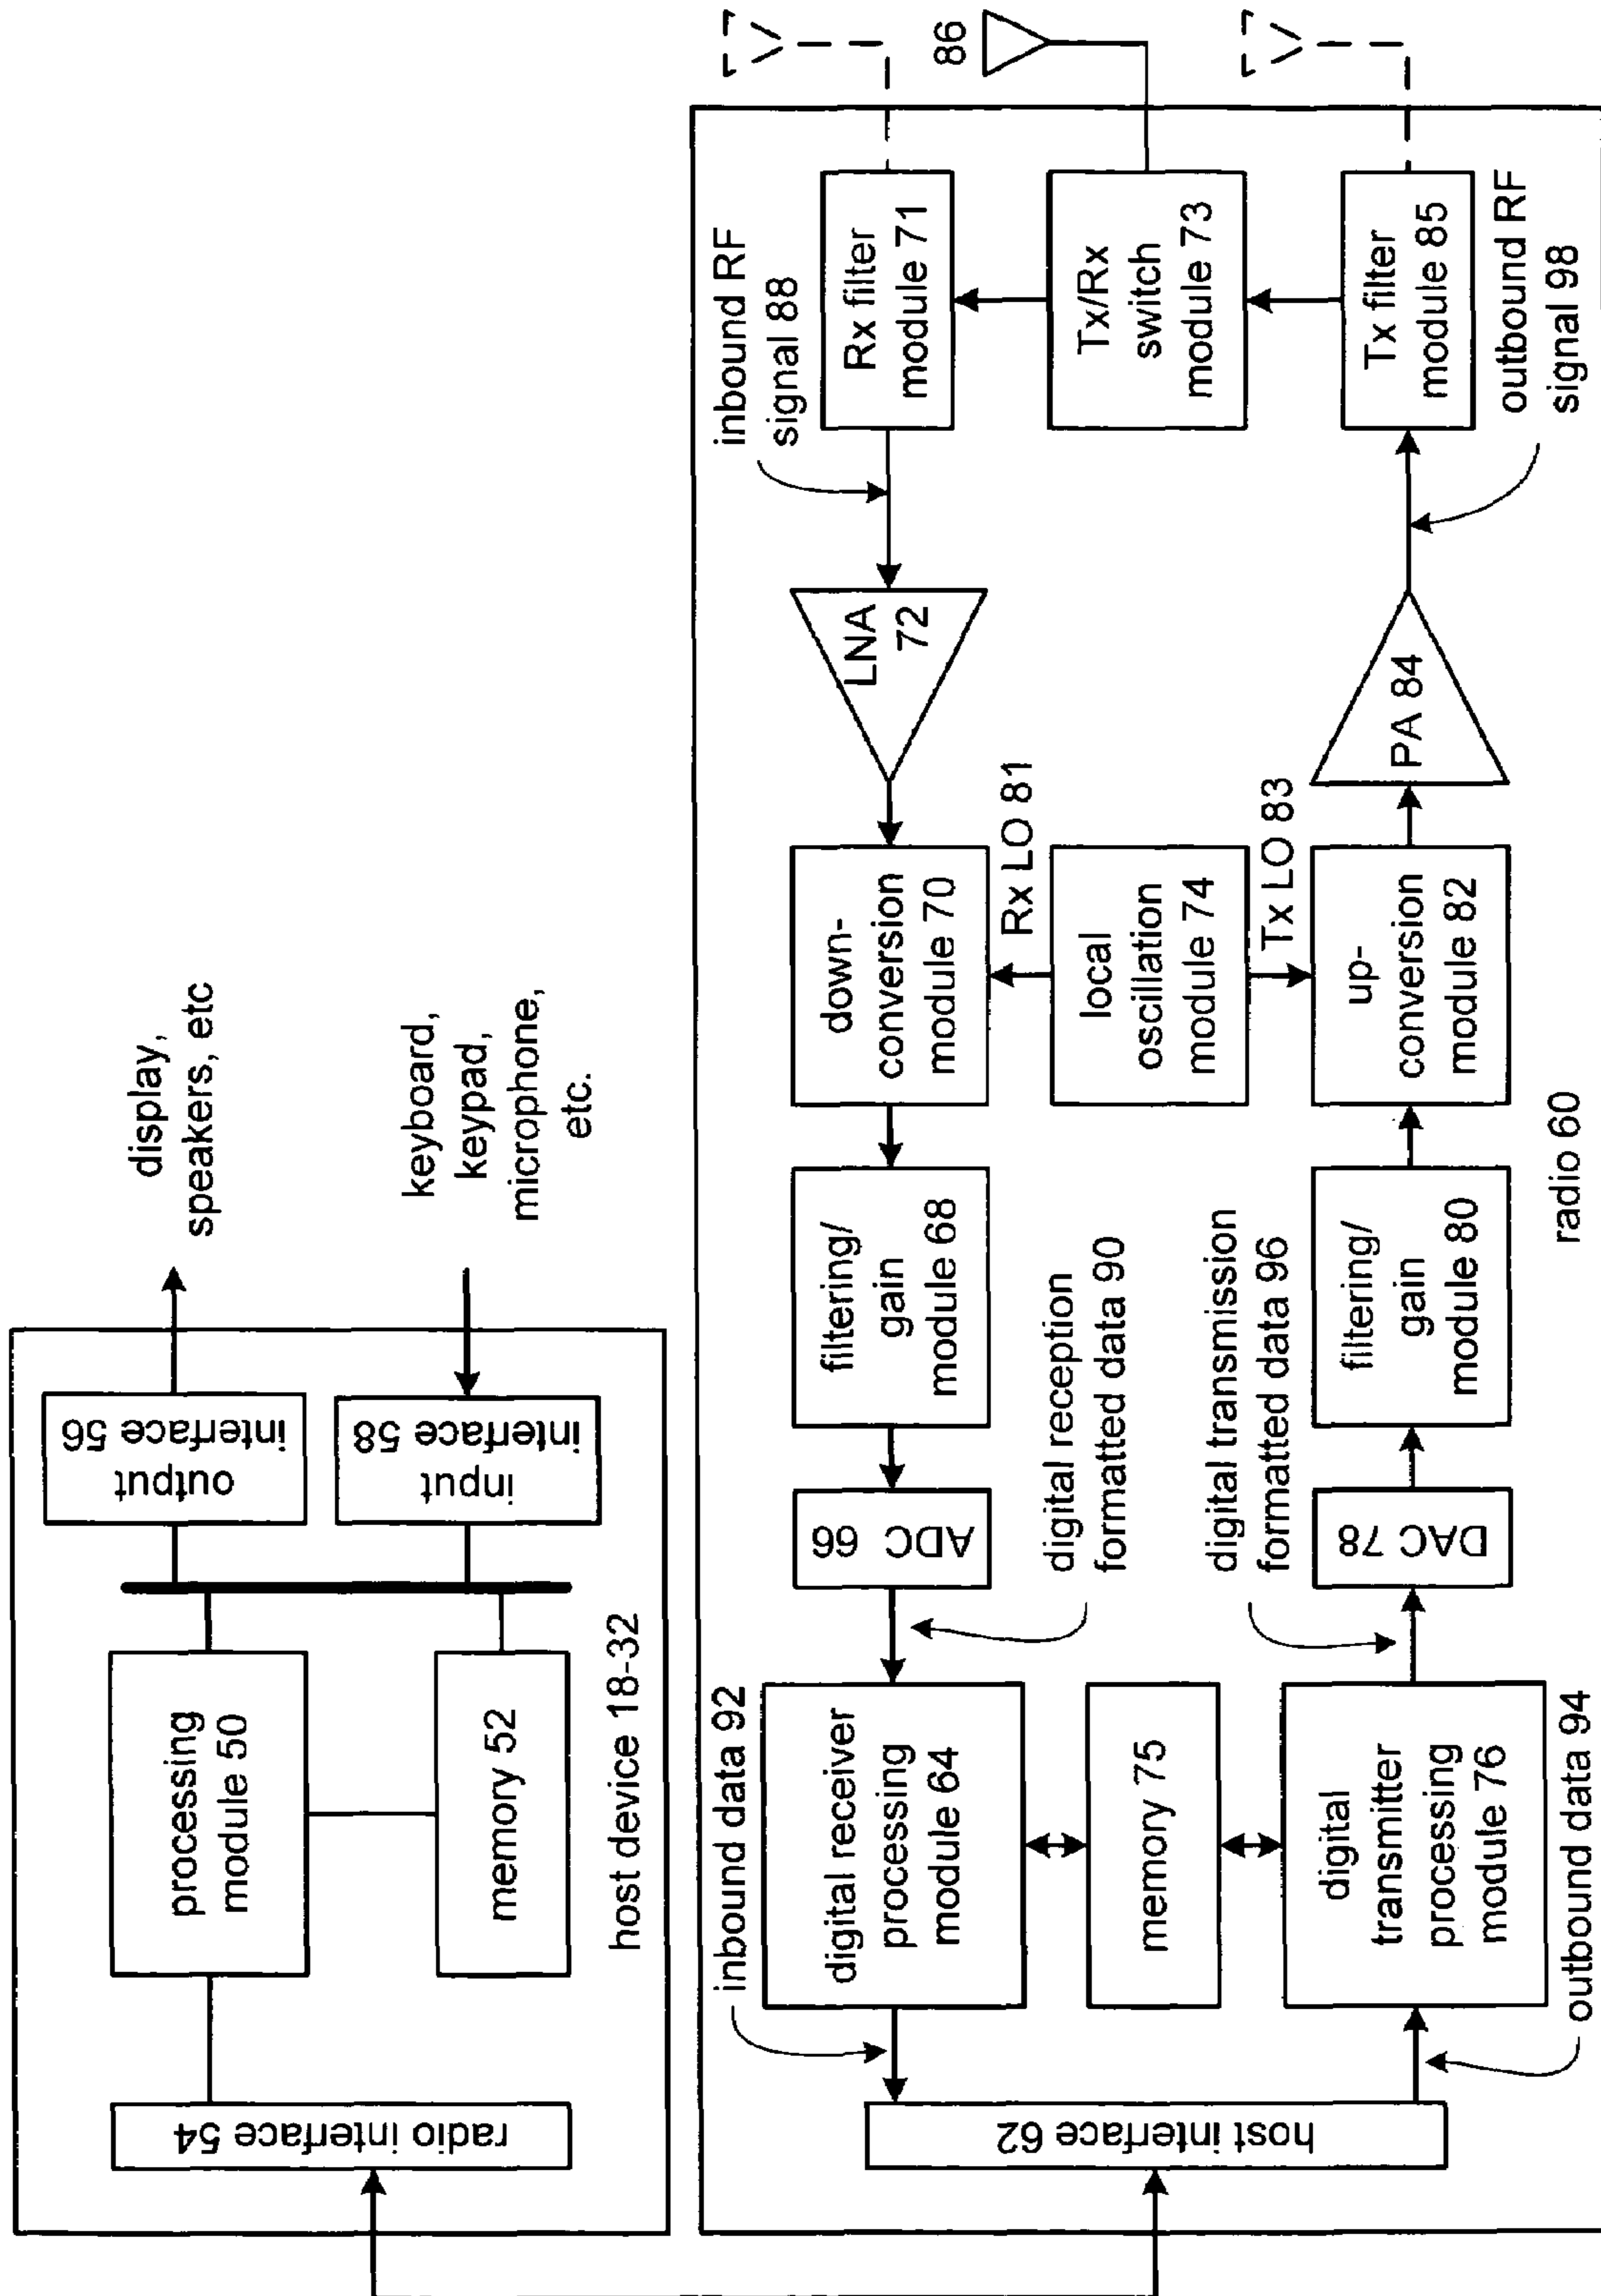 radio interface 54
processing
module 50
memory 52
output
interface 56
input
interface 58
display,
speakers, etc
keyboard,
keypad,
microphone,
etc.
host device 18-32
host interface 62
inbound data 92
digital receiver
processing
module 64
memory 75
digital
transmitter
processing
module 76
outbound data 94
ADC 66
digital reception
formatted data 90
digital transmission
formatted data 96
DAC 78
filtering/
gain
module 68
filtering/
gain
module 80
down-
conversion
module 70
Rx LO 81
local
oscillation
module 74
Tx LO 83
up-
conversion
module 82
radio 60
LNA
72
PA 84
inbound RF
signal 88
Rx filter
module 71
Tx/Rx
switch
module 73
Tx filter
module 85
outbound RF
signal 98
86